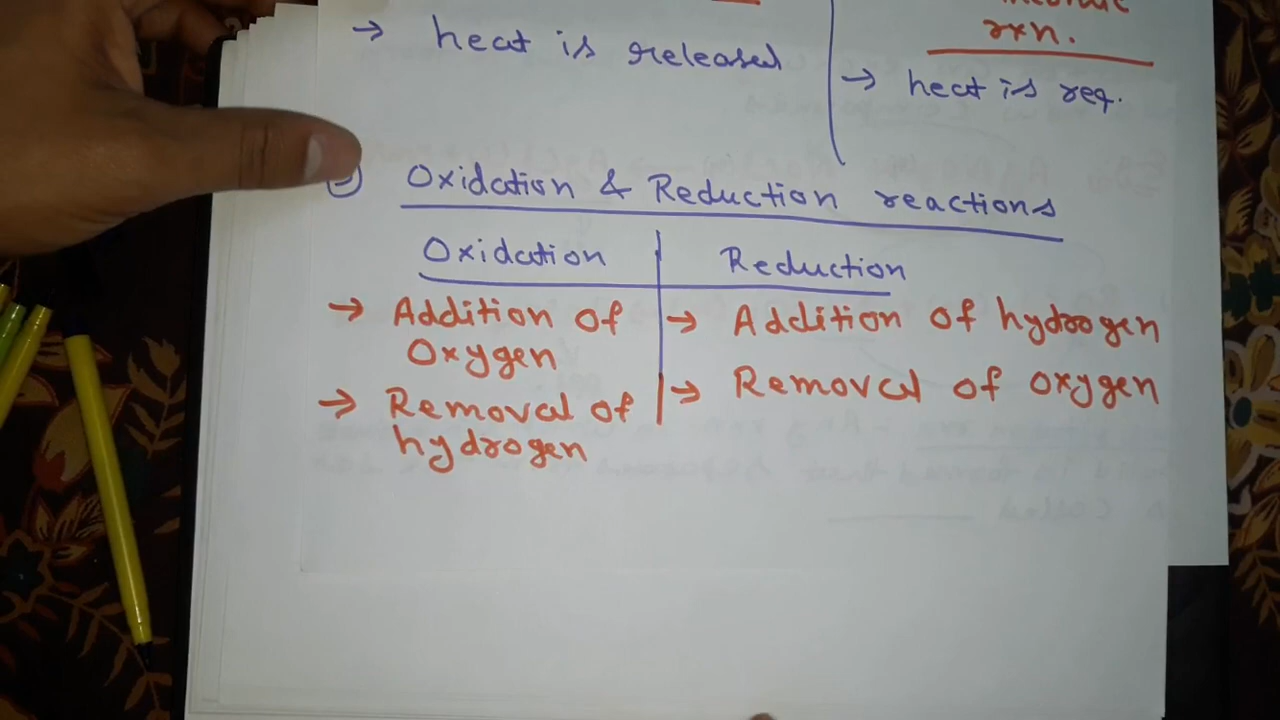 → heat is released
rxn.
→ heat is req.
Oxidation & Reduction reactions
Oxidation
Reduction
→ Addition of
Oxygen
→ Removal of
hydrogen
→ Addition of hydrogen
→ Removal of oxygen